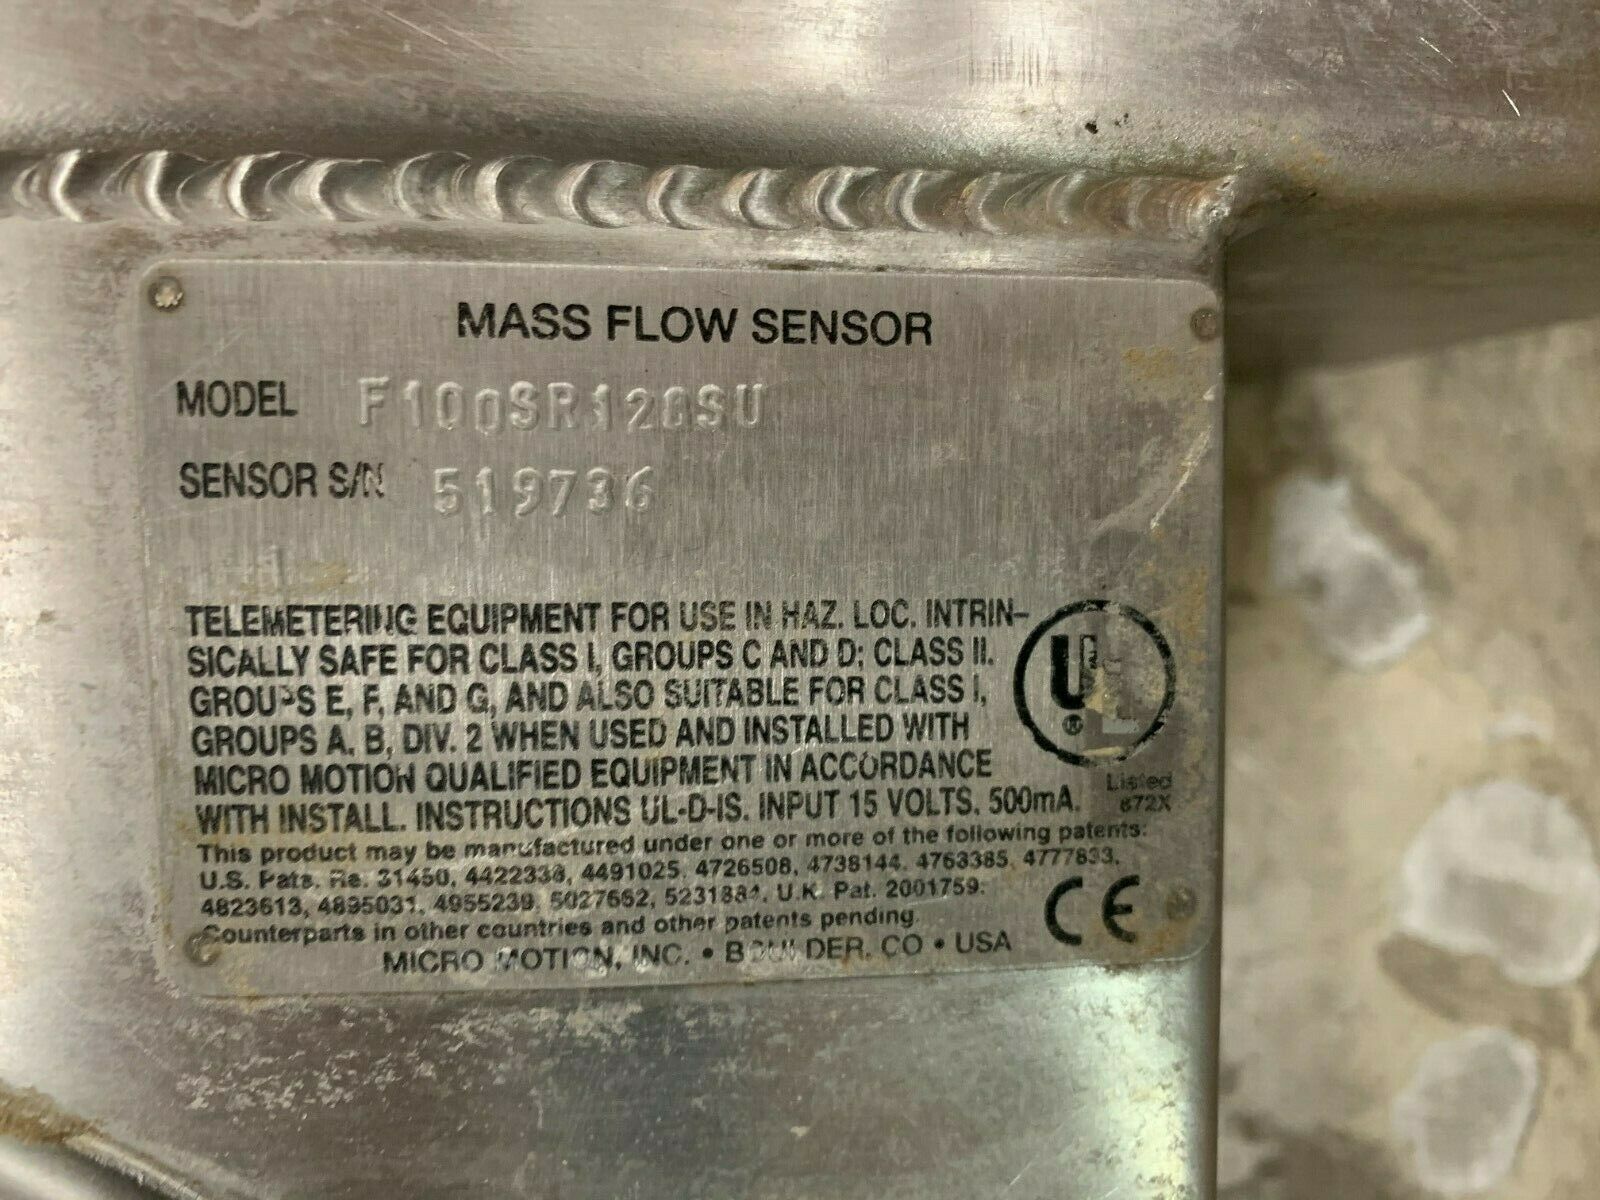 MASS FLOW SENSOR
MODEL F100SR128SU
SENSOR S/N 519736
TELEMETERING EQUIPMENT FOR USE IN HAZ. LOC. INTRIN-
SICALLY SAFE FOR CLASS I, GROUPS C AND D; CLASS II,
GROUPS E, F, AND G, AND ALSO SUITABLE FOR CLASS I,
GROUPS A, B, DIV. 2 WHEN USED AND INSTALLED WITH
MICRO MOTION QUALIFIED EQUIPMENT IN ACCORDANCE
WITH INSTALL. INSTRUCTIONS UL-D-IS. INPUT 15 VOLTS, 500mA.
UL
®
Listed
672X
This product may be manufactured under one or more of the following patents:
U.S. Pats. Re. 31450, 4422338, 4491025, 4726508, 4738144, 4763385, 4777833,
4823613, 4895031, 4955239, 5027662, 5231884, U.K. Pat. 2001759.
Counterparts in other countries and other patents pending.
MICRO MOTION, INC. • BOULDER, CO • USA
CE